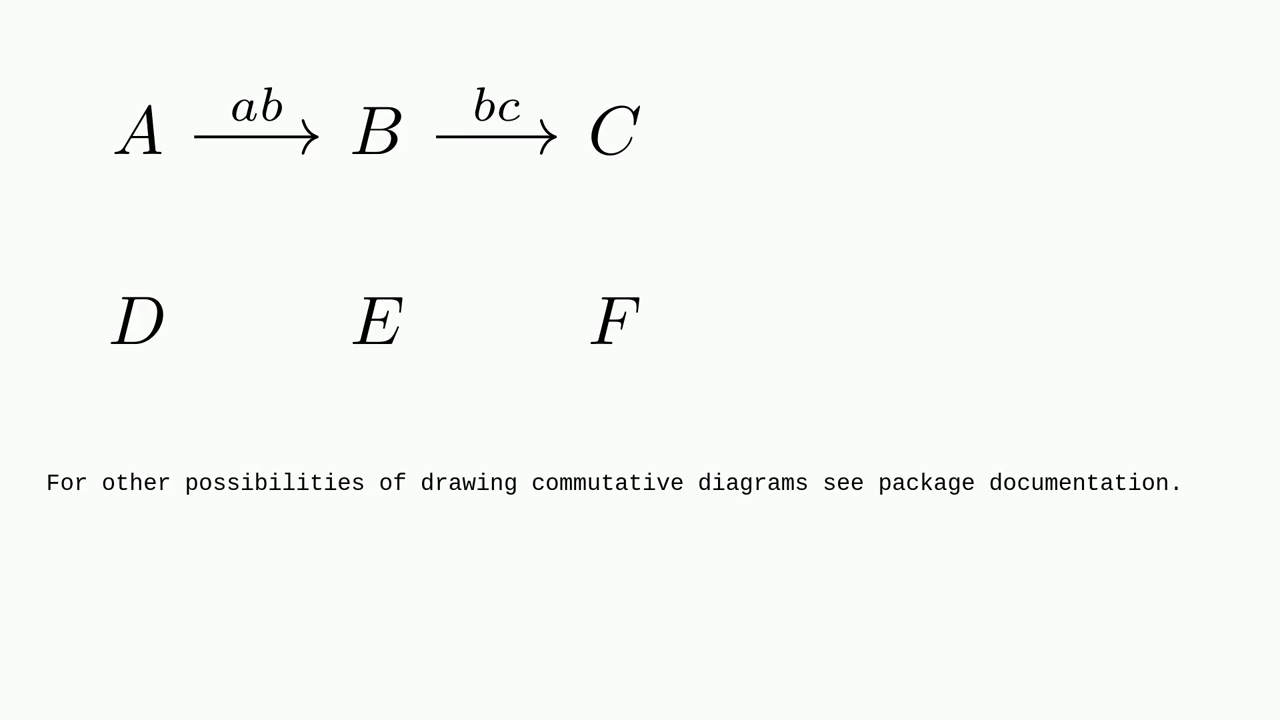 ab bc
A → B → C
D E F
For other possibilities of drawing commutative diagrams see package documentation.